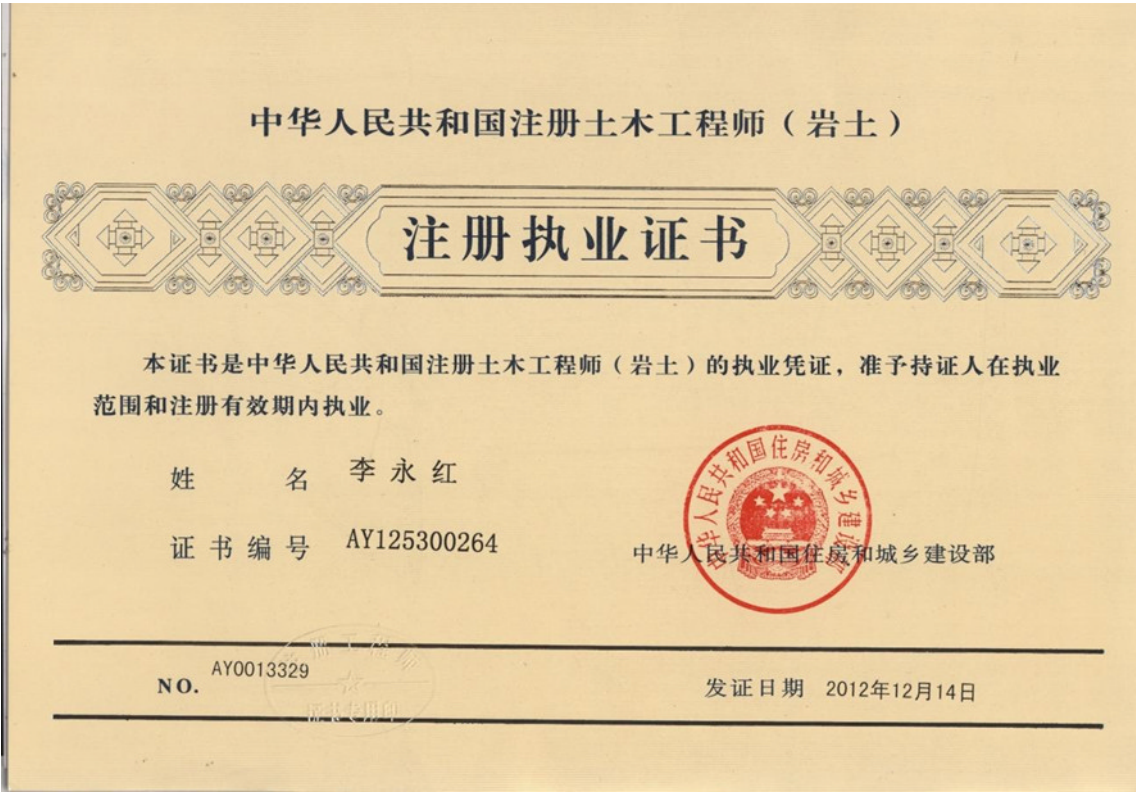 中华人民共和国注册土木工程师（岩土）
注册执业证书
本证书是中华人民共和国注册土木工程师（岩土）的执业凭证，准予持证人在执业
范围和注册有效期内执业。
姓 名 李永红
证书编号 AY125300264
中华人民共和国住房和城乡建设部
中华人民共和国住房和城乡建设部
NO. AY0013329
发证日期 2012年12月14日
证书专用印